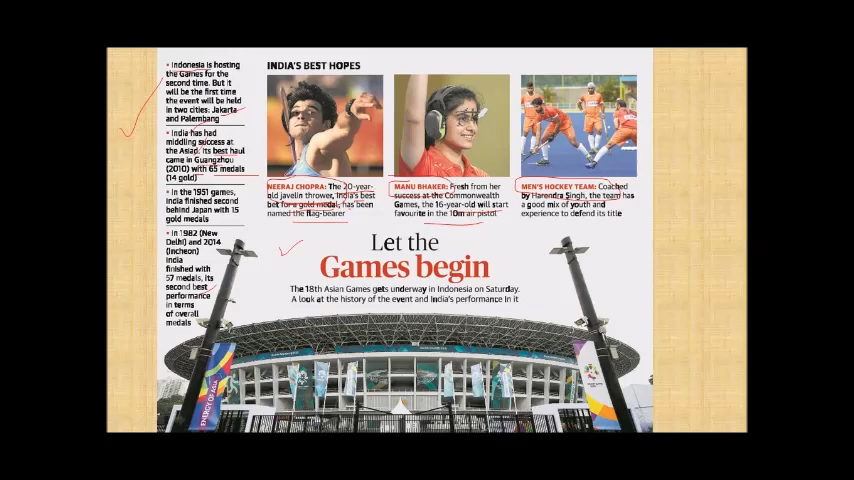 • Indonesia is hosting
the Games for the
second time. But it
will be the first time
the event will be held
in two cities: Jakarta
and Palembang
• India has had
middling success at
the Asiad. Its best haul
came in Guangzhou
(2010) with 65 medals
(14 gold)
• In the 1951 games,
India finished second
behind Japan with 15
gold medals
• In 1982 (New
Delhi) and 2014
(Incheon)
India
finished with
57 medals, its
second best
performance
in terms
of overall
medals
INDIA'S BEST HOPES
NEERAJ CHOPRA: The 20-year-
old javelin thrower, India's best
bet for a gold medal, has been
named the flag-bearer
MANU BHAKER: Fresh from her
success at the Commonwealth
Games, the 16-year-old will start
favourite in the 10m air pistol
MEN'S HOCKEY TEAM: Coached
by Harendra Singh, the team has
a good mix of youth and
experience to defend its title
Let the
Games begin
The 18th Asian Games gets underway in Indonesia on Saturday.
A look at the history of the event and India's performance in it
ENERGY OF ASIA